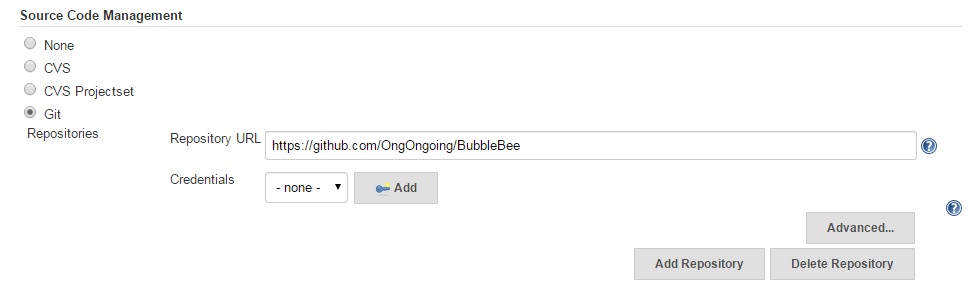 Source Code Management
None
CVS
CVS Projectset
Git
Repositories
Repository URL https://github.com/OngOngoing/BubbleBee ?
Credentials - none - Add
?
Advanced...
Add Repository Delete Repository